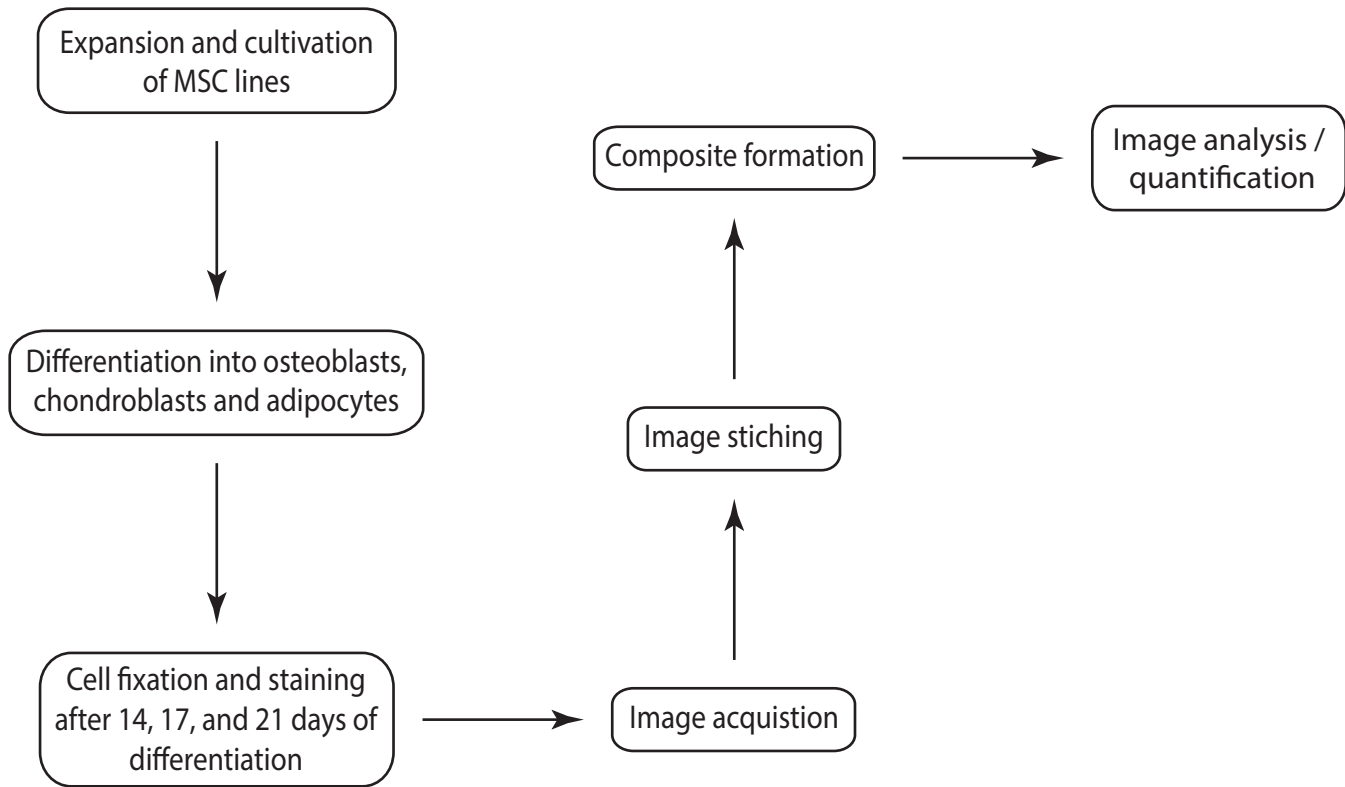 Expansion and cultivation
of MSC lines
Differentiation into osteoblasts,
chondroblasts and adipocytes
Cell fixation and staining
after 14, 17, and 21 days of
differentiation
Image acquistion
Image stiching
Composite formation
Image analysis /
quantification